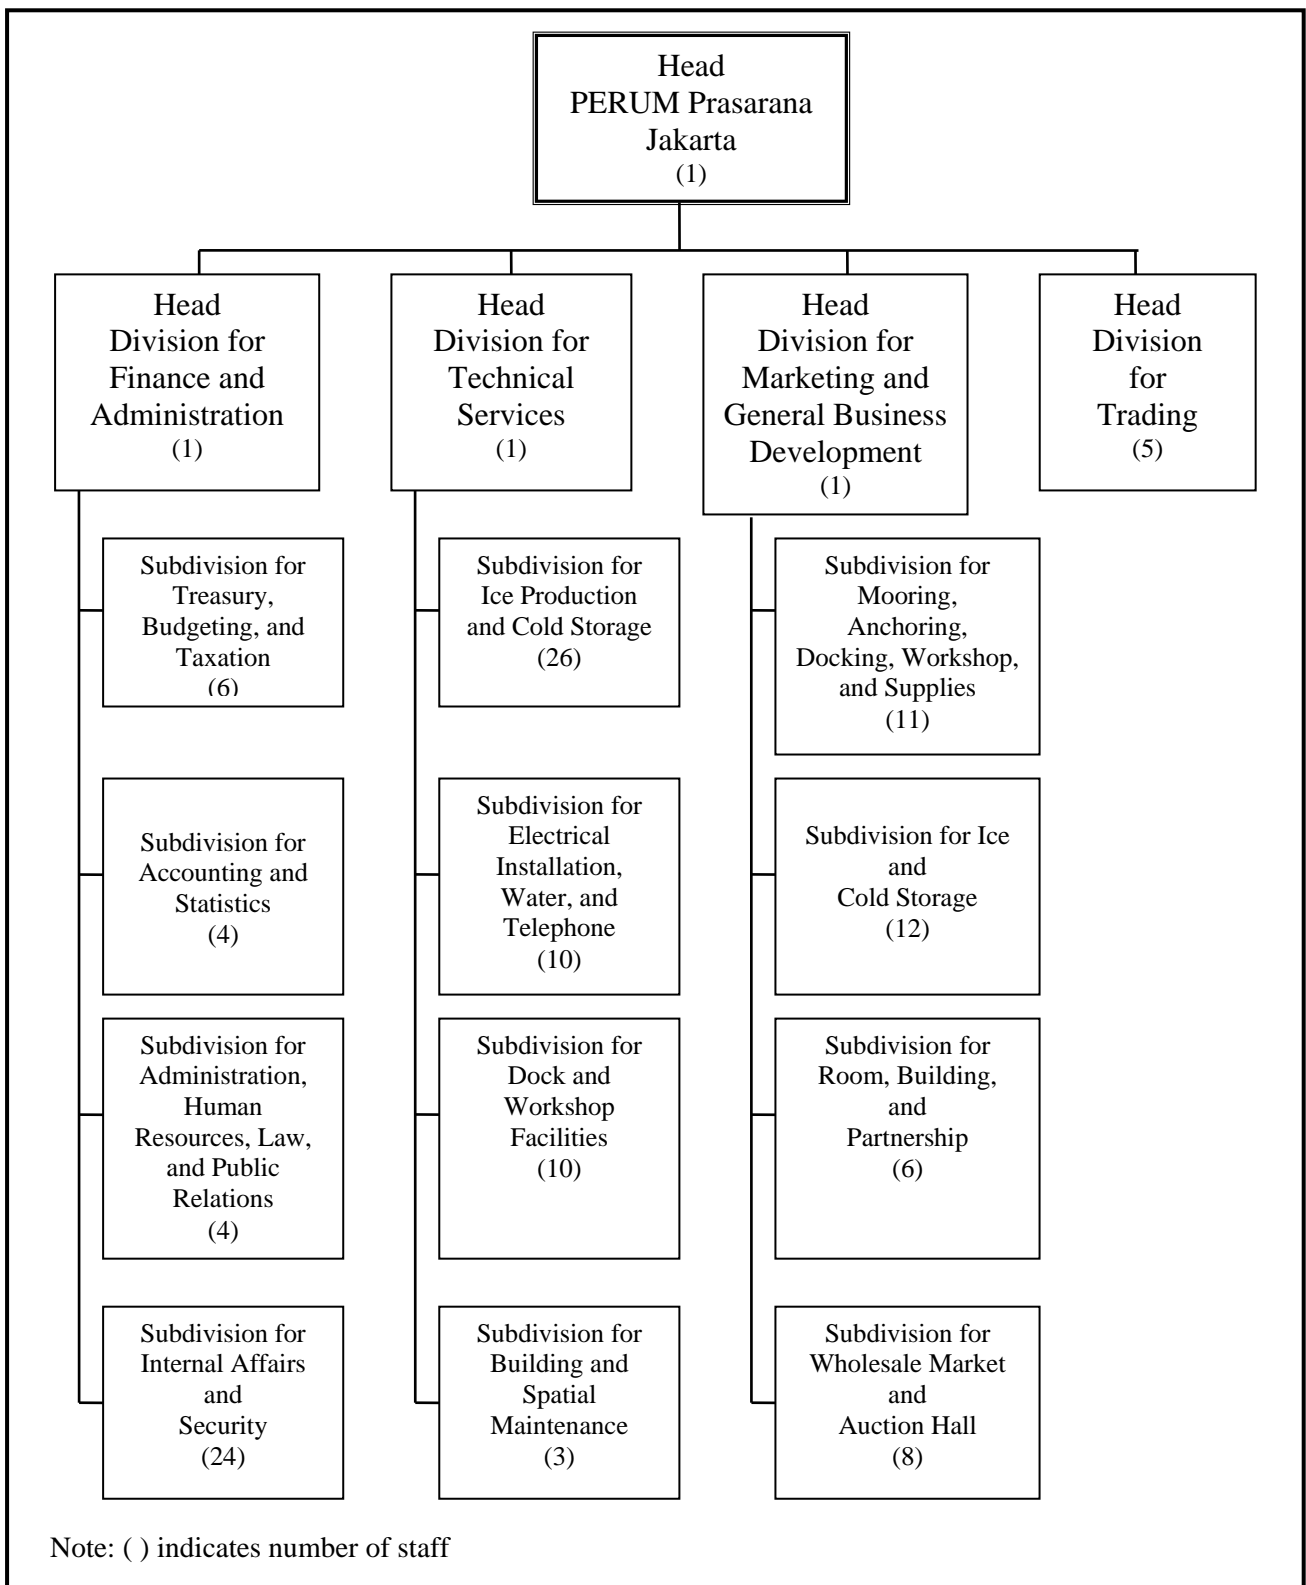 Head
PERUM Prasarana
Jakarta
(1)
Head
Division for
Finance and
Administration
(1)
Head
Division for
Technical
Services
(1)
Head
Division for
Marketing and
General Business
Development
(1)
Head
Division
for
Trading
(5)
Subdivision for
Treasury,
Budgeting, and
Taxation
(6)
Subdivision for
Accounting and
Statistics
(4)
Subdivision for
Administration,
Human
Resources, Law,
and Public
Relations
(4)
Subdivision for
Internal Affairs
and
Security
(24)
Subdivision for
Ice Production
and Cold Storage
(26)
Subdivision for
Electrical
Installation,
Water, and
Telephone
(10)
Subdivision for
Dock and
Workshop
Facilities
(10)
Subdivision for
Building and
Spatial
Maintenance
(3)
Subdivision for
Mooring,
Anchoring,
Docking, Workshop,
and Supplies
(11)
Subdivision for Ice
and
Cold Storage
(12)
Subdivision for
Room, Building,
and
Partnership
(6)
Subdivision for
Wholesale Market
and
Auction Hall
(8)
Note: ( ) indicates number of staff